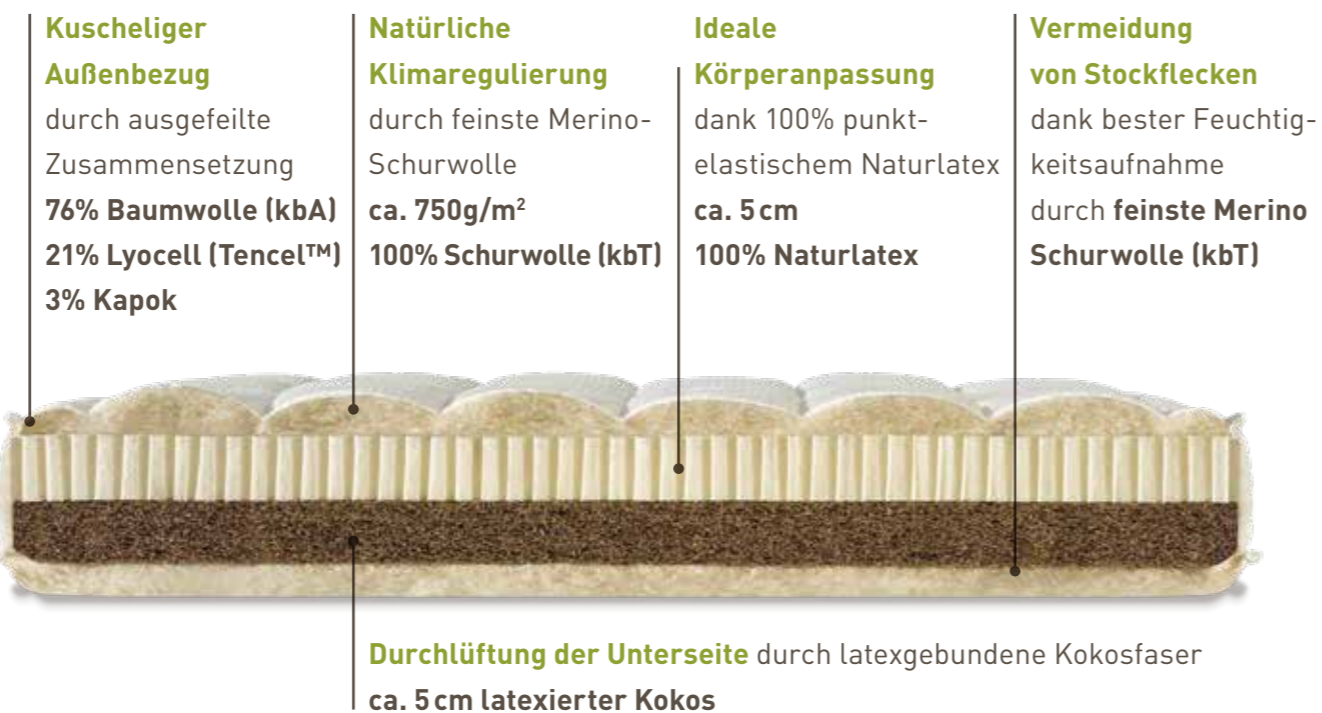 Kuscheliger
Außenbezug
durch ausgefeilte
Zusammensetzung
76% Baumwolle (kbA)
21% Lyocell (Tencel™)
3% Kapok
Natürliche
Klimaregulierung
durch feinste Merino-
Schurwolle
ca. 750g/m²
100% Schurwolle (kbT)
Ideale
Körperanpassung
dank 100% punkt-
elastischem Naturlatex
ca. 5 cm
100% Naturlatex
Vermeidung
von Stockflecken
dank bester Feuchtig-
keitsaufnahme
durch feinste Merino
Schurwolle (kbT)
Durchlüftung der Unterseite durch latexgebundene Kokosfaser
ca. 5 cm latexierter Kokos